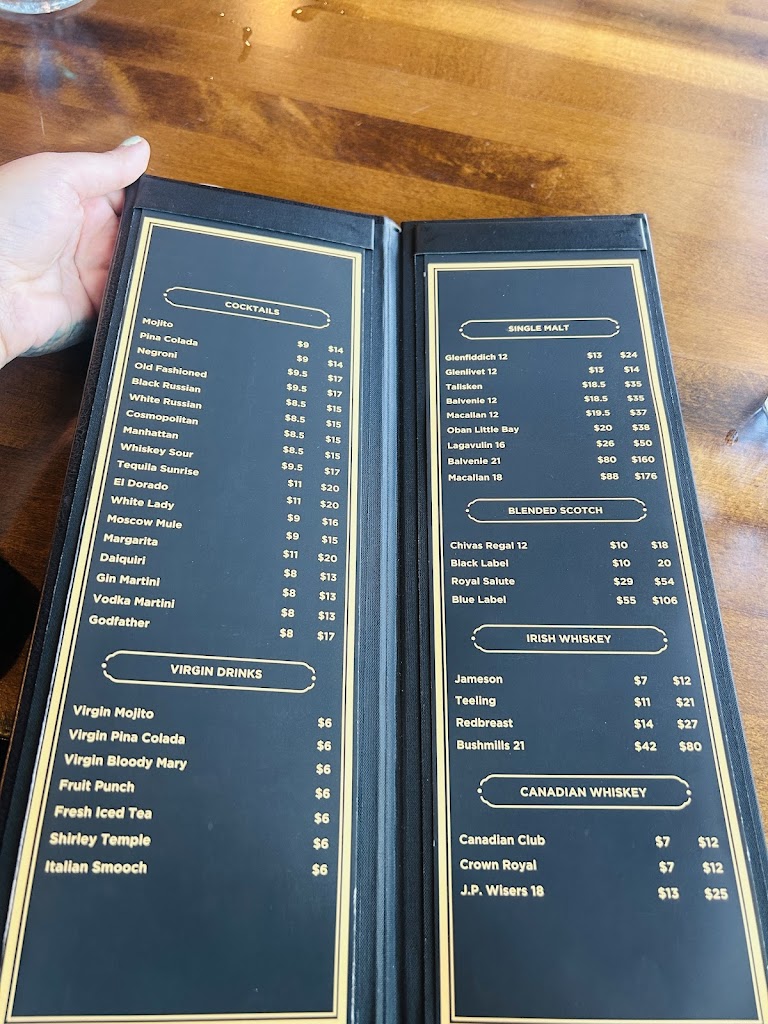 COCKTAILS
Mojito $9 $14
Pina Colada $9 $14
Negroni $9.5 $17
Old Fashioned $9.5 $17
Black Russian $8.5 $15
White Russian $8.5 $15
Cosmopolitan $8.5 $15
Manhattan $8.5 $15
Whiskey Sour $9.5 $17
Tequila Sunrise $11 $20
El Dorado $11 $20
White Lady $9 $16
Moscow Mule $9 $15
Margarita $11 $20
Daiquiri $8 $13
Gin Martini $8 $13
Vodka Martini $8 $13
Godfather $8 $17
VIRGIN DRINKS
Virgin Mojito $6
Virgin Pina Colada $6
Virgin Bloody Mary $6
Fruit Punch $6
Fresh Iced Tea $6
Shirley Temple $6
Italian Smooch $6
SINGLE MALT
Glenfiddich 12 $13 $24
Glenlivet 12 $13 $14
Talisken $18.5 $35
Balvenie 12 $18.5 $35
Macallan 12 $19.5 $37
Oban Little Bay $20 $38
Lagavulin 16 $26 $50
Balvenie 21 $80 $160
Macallan 18 $88 $176
BLENDED SCOTCH
Chivas Regal 12 $10 $18
Black Label $10 20
Royal Salute $29 $54
Blue Label $55 $106
IRISH WHISKEY
Jameson $7 $12
Teeling $11 $21
Redbreast $14 $27
Bushmills 21 $42 $80
CANADIAN WHISKEY
Canadian Club $7 $12
Crown Royal $7 $12
J.P. Wisers 18 $13 $25